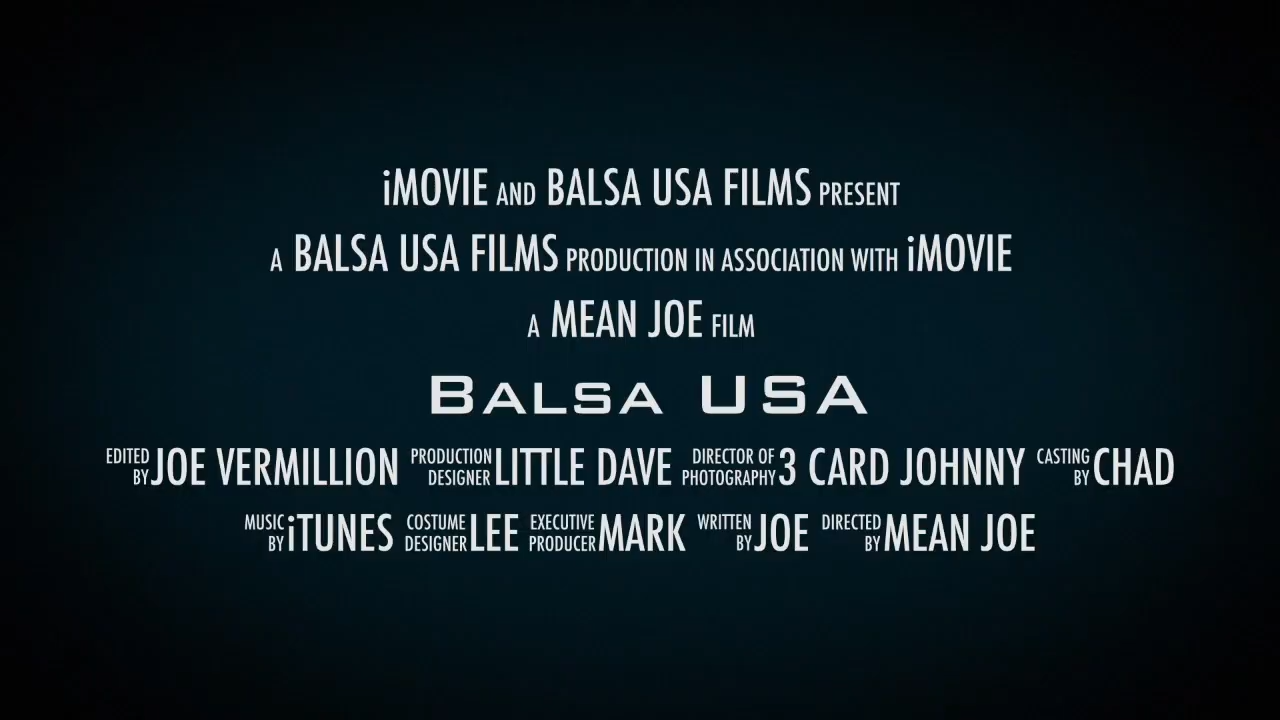 iMOVIE AND BALSA USA FILMS PRESENT
A BALSA USA FILMS PRODUCTION IN ASSOCIATION WITH iMOVIE
A MEAN JOE FILM
BALSA USA
EDITED BY JOE VERMILLION PRODUCTION DESIGNER LITTLE DAVE DIRECTOR OF PHOTOGRAPHY 3 CARD JOHNNY CASTING BY CHAD
MUSIC BY iTUNES COSTUME DESIGNER LEE EXECUTIVE PRODUCER MARK WRITTEN BY JOE DIRECTED BY MEAN JOE